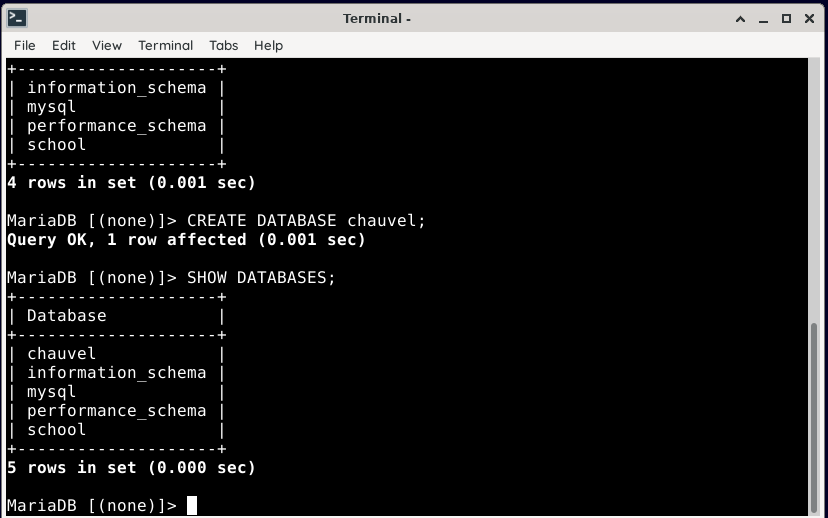 Terminal -
File Edit View Terminal Tabs Help
+--------------------+
| information_schema |
| mysql              |
| performance_schema |
| school             |
+--------------------+
4 rows in set (0.001 sec)
MariaDB [(none)]> CREATE DATABASE chauvel;
Query OK, 1 row affected (0.001 sec)
MariaDB [(none)]> SHOW DATABASES;
+--------------------+
| Database           |
+--------------------+
| chauvel            |
| information_schema |
| mysql              |
| performance_schema |
| school             |
+--------------------+
5 rows in set (0.000 sec)
MariaDB [(none)]>